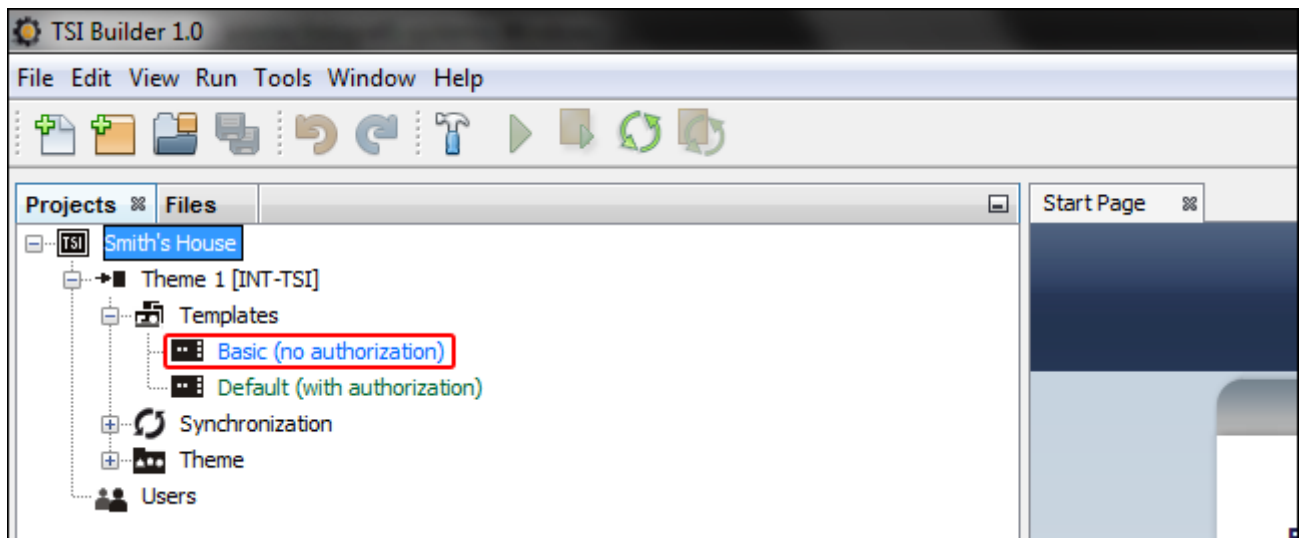 TSI Builder 1.0
File Edit View Run Tools Window Help
Projects Files Start Page
TSI Smith's House
Theme 1 [INT-TSI]
Templates
Basic (no authorization)
Default (with authorization)
Synchronization
Theme
Users